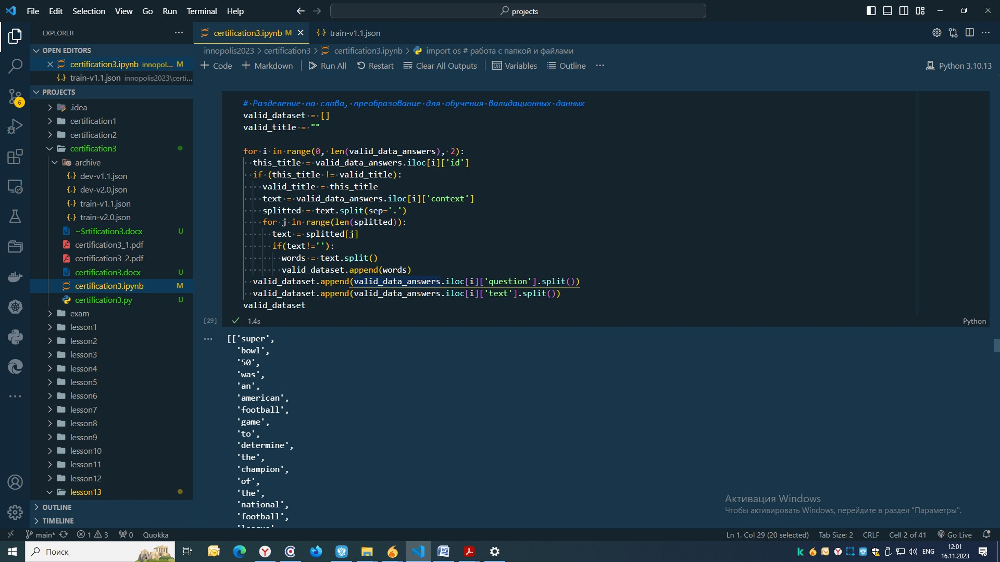 File Edit Selection View Go Run Terminal Help
projects
EXPLORER
OPEN EDITORS
certification3.ipynb innopol... M
train-v1.1.json innopolis2023\certi...
PROJECTS
.idea
certification1
certification2
certification3
archive
dev-v1.1.json
dev-v2.0.json
train-v1.1.json
train-v2.0.json
~$rtification3.docx U
certification3_1.pdf
certification3_2.pdf
certification3.docx U
certification3.ipynb M
certification3.py U
exam
lesson1
lesson2
lesson3
lesson4
lesson5
lesson6
lesson7
lesson8
lesson9
lesson10
lesson11
lesson12
lesson13
OUTLINE
TIMELINE
6
certification3.ipynb M
train-v1.1.json
innopolis2023 > certification3 > certification3.ipynb > import os # работа с папкой и файлами
+ Code + Markdown Run All Restart Clear All Outputs Variables Outline ...
Python 3.10.13
# Разделение на слова, преобразование для обучения валидационных данных
valid_dataset = []
valid_title = ""
for i in range(0, len(valid_data_answers), 2):
this_title = valid_data_answers.iloc[i]['id']
if (this_title != valid_title):
valid_title = this_title
text = valid_data_answers.iloc[i]['context']
splitted = text.split(sep='.')
for j in range(len(splitted)):
text = splitted[j]
if(text!=''):
words = text.split()
valid_dataset.append(words)
valid_dataset.append(valid_data_answers.iloc[i]['question'].split())
valid_dataset.append(valid_data_answers.iloc[i]['text'].split())
valid_dataset
[29] 1.4s
Python
[['super',
'bowl',
'50',
'was',
'an',
'american',
'football',
'game',
'to',
'determine',
'the',
'champion',
'of',
'the',
'national',
'football',
Активация Windows
Чтобы активировать Windows, перейдите в раздел "Параметры".
main* 1 3 0 Quokka
Ln 1, Col 29 (20 selected) Tab Size: 2 CRLF Cell 2 of 41 Go Live
Поиск
ENG
12:01
16.11.2023